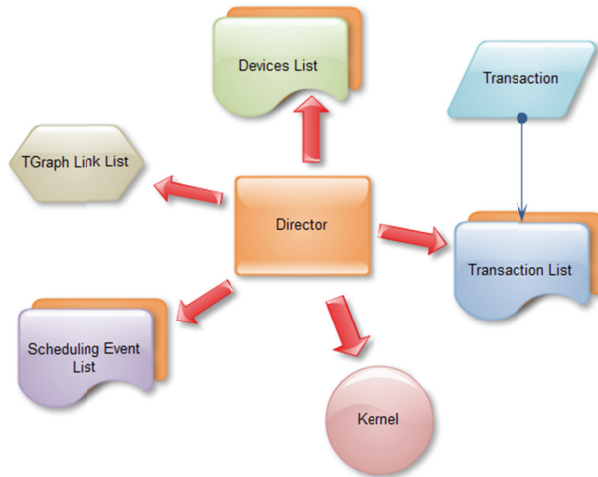 Devices List
Transaction
TGraph Link List
Director
Transaction List
Scheduling Event
List
Kernel